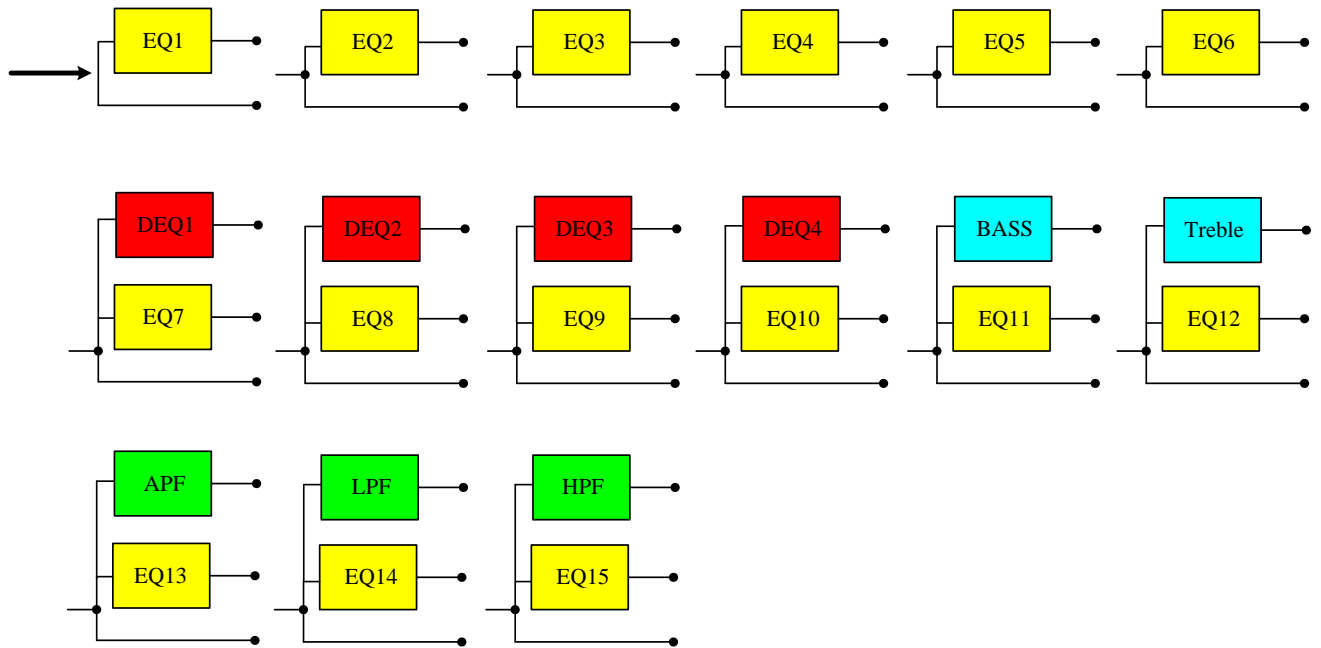 EQ1 EQ2 EQ3 EQ4 EQ5 EQ6
DEQ1 DEQ2 DEQ3 DEQ4 BASS Treble
EQ7 EQ8 EQ9 EQ10 EQ11 EQ12
APF LPF HPF
EQ13 EQ14 EQ15